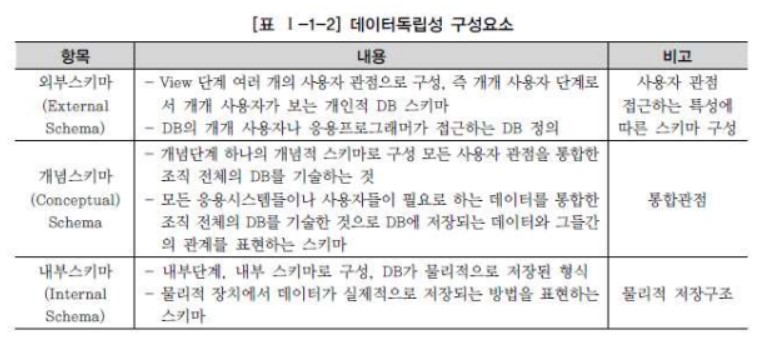 [표 Ⅰ-1-2] 데이터독립성 구성요소
항목 내용 비고
외부스키마
(External
Schema)
- View 단계 여러 개의 사용자 관점으로 구성, 즉 개개 사용자 단계로
서 개개 사용자가 보는 개인적 DB 스키마
- DB의 개개 사용자나 응용프로그래머가 접근하는 DB 정의
사용자 관점
접근하는 특성에
따른 스키마 구성
개념스키마
(Conceptual)
Schema
- 개념단계 하나의 개념적 스키마로 구성 모든 사용자 관점을 통합한
조직 전체의 DB를 기술하는 것
- 모든 응용시스템들이나 사용자들이 필요로 하는 데이터를 통합한
조직 전체의 DB를 기술한 것으로 DB에 저장되는 데이터와 그들간
의 관계를 표현하는 스키마
통합관점
내부스키마
(Internal
Schema)
- 내부단계, 내부 스키마로 구성, DB가 물리적으로 저장된 형식
- 물리적 장치에서 데이터가 실제적으로 저장되는 방법을 표현하는
스키마
물리적 저장구조